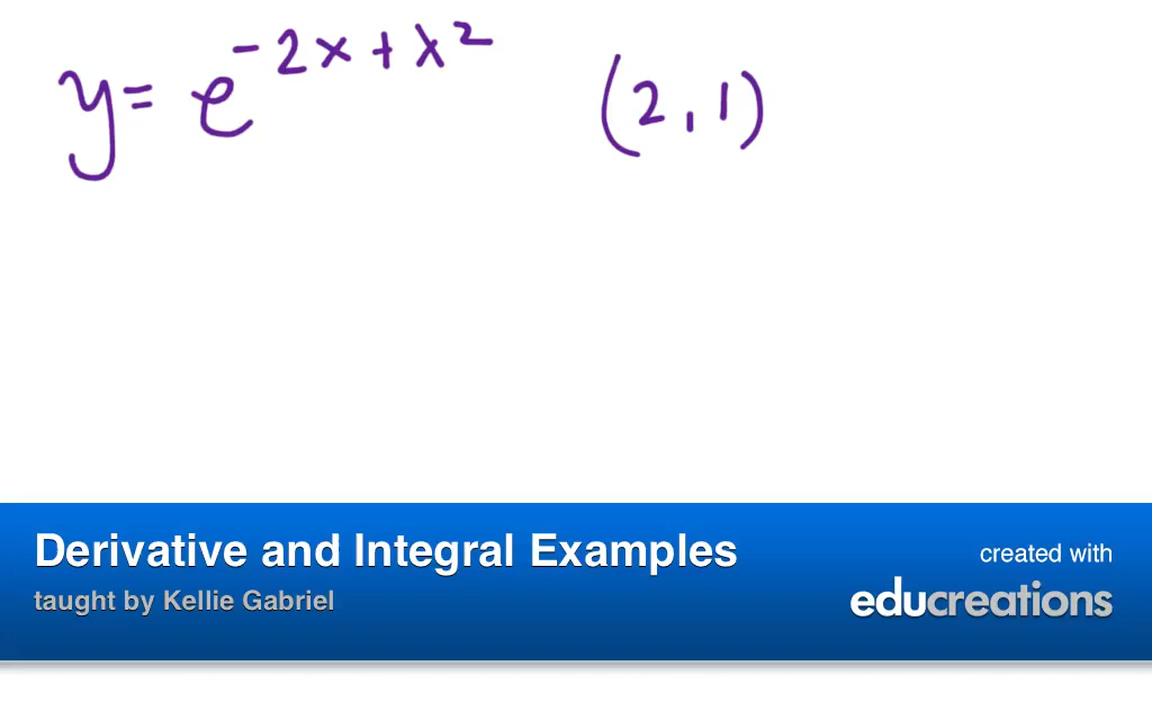 y = e^{-2x+x^2} (2,1)
Derivative and Integral Examples
created with
taught by Kellie Gabriel
educreations